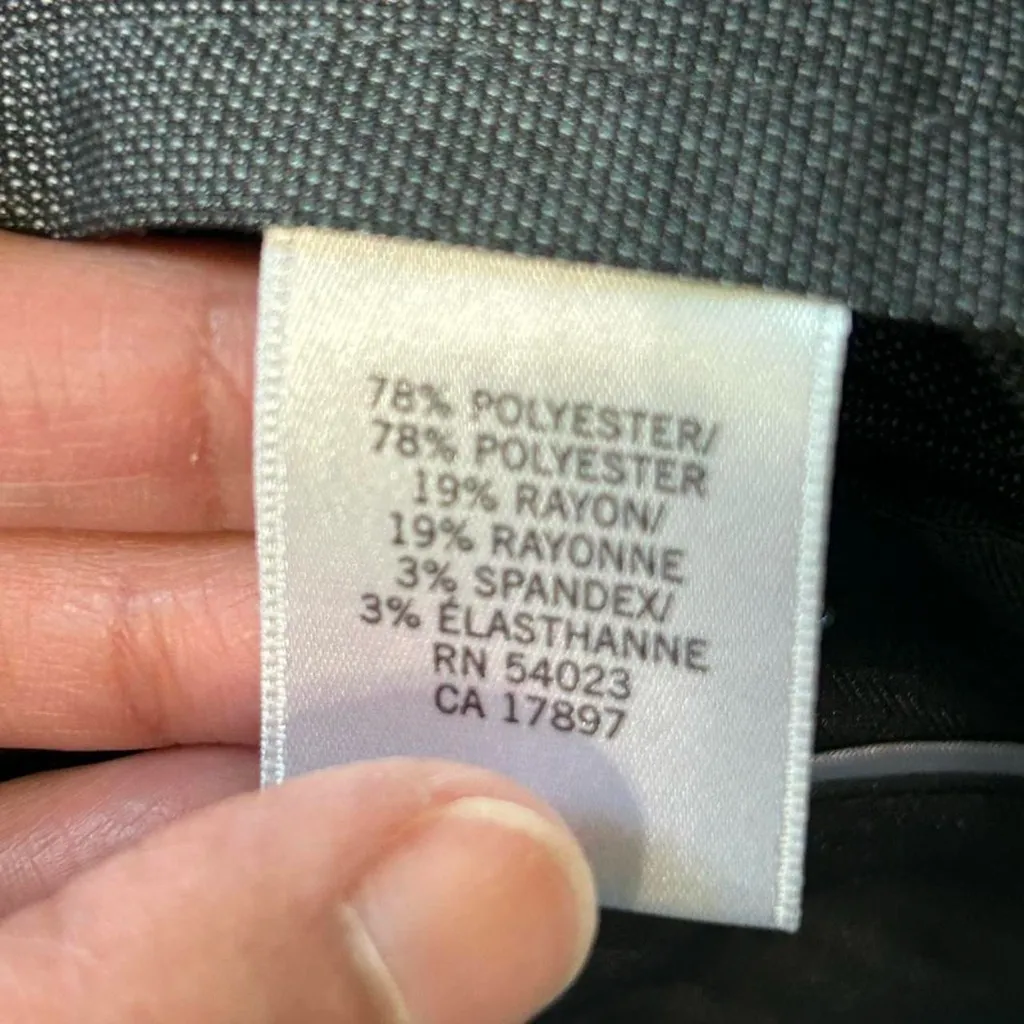 78% POLYESTER/
78% POLYESTER
19% RAYON/
19% RAYONNE
3% SPANDEX/
3% ÉLASTHANNE
RN 54023
CA 17897